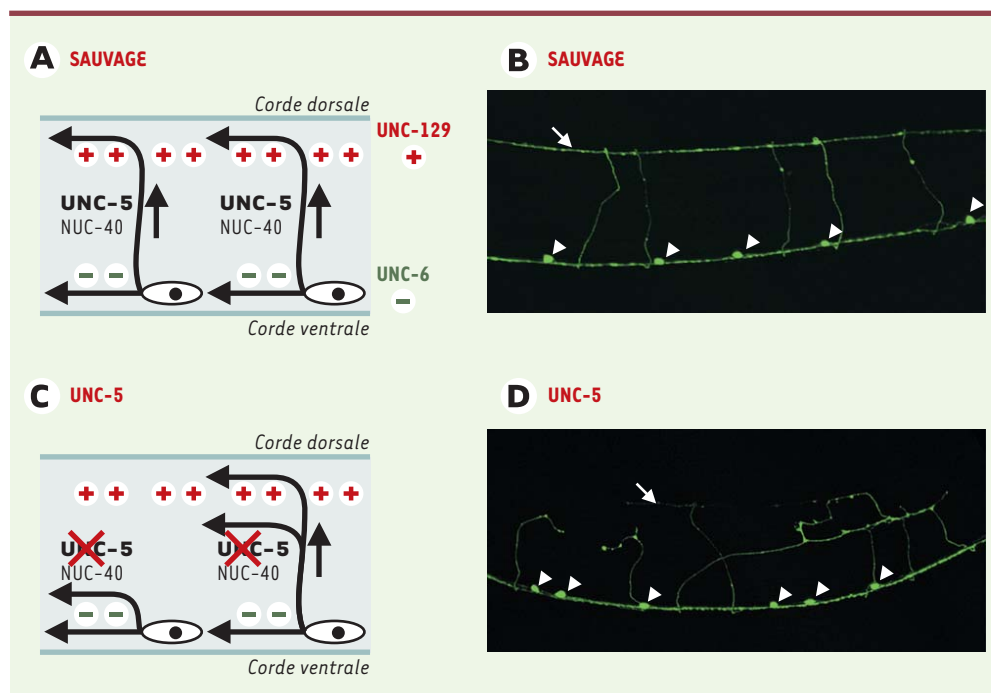 A SAUVAGE
Corde dorsale
UNC-129
+
+ + + + + + + +
UNC-5 UNC-5
NUC-40 NUC-40
UNC-6
−
− − − −
Corde ventrale
B SAUVAGE
C UNC-5
Corde dorsale
+ + + + + + + +
UNC-5 UNC-5
NUC-40 NUC-40
− − − −
Corde ventrale
D UNC-5